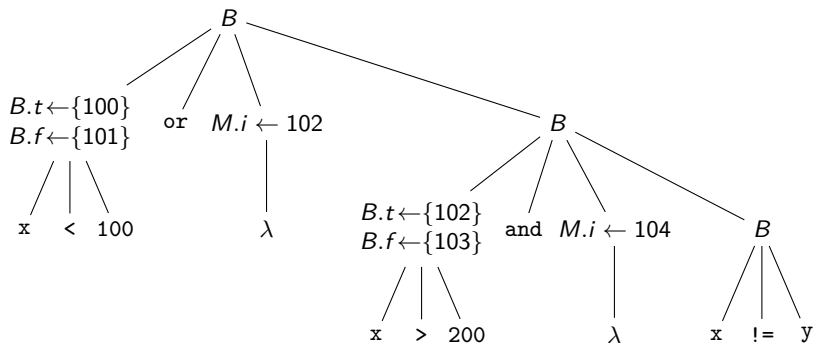 B
B.t←{100}
B.f←{101}
or
M.i ← 102
B
x < 100
λ
B.t←{102}
B.f←{103}
and
M.i ← 104
B
x > 200
λ
x != y